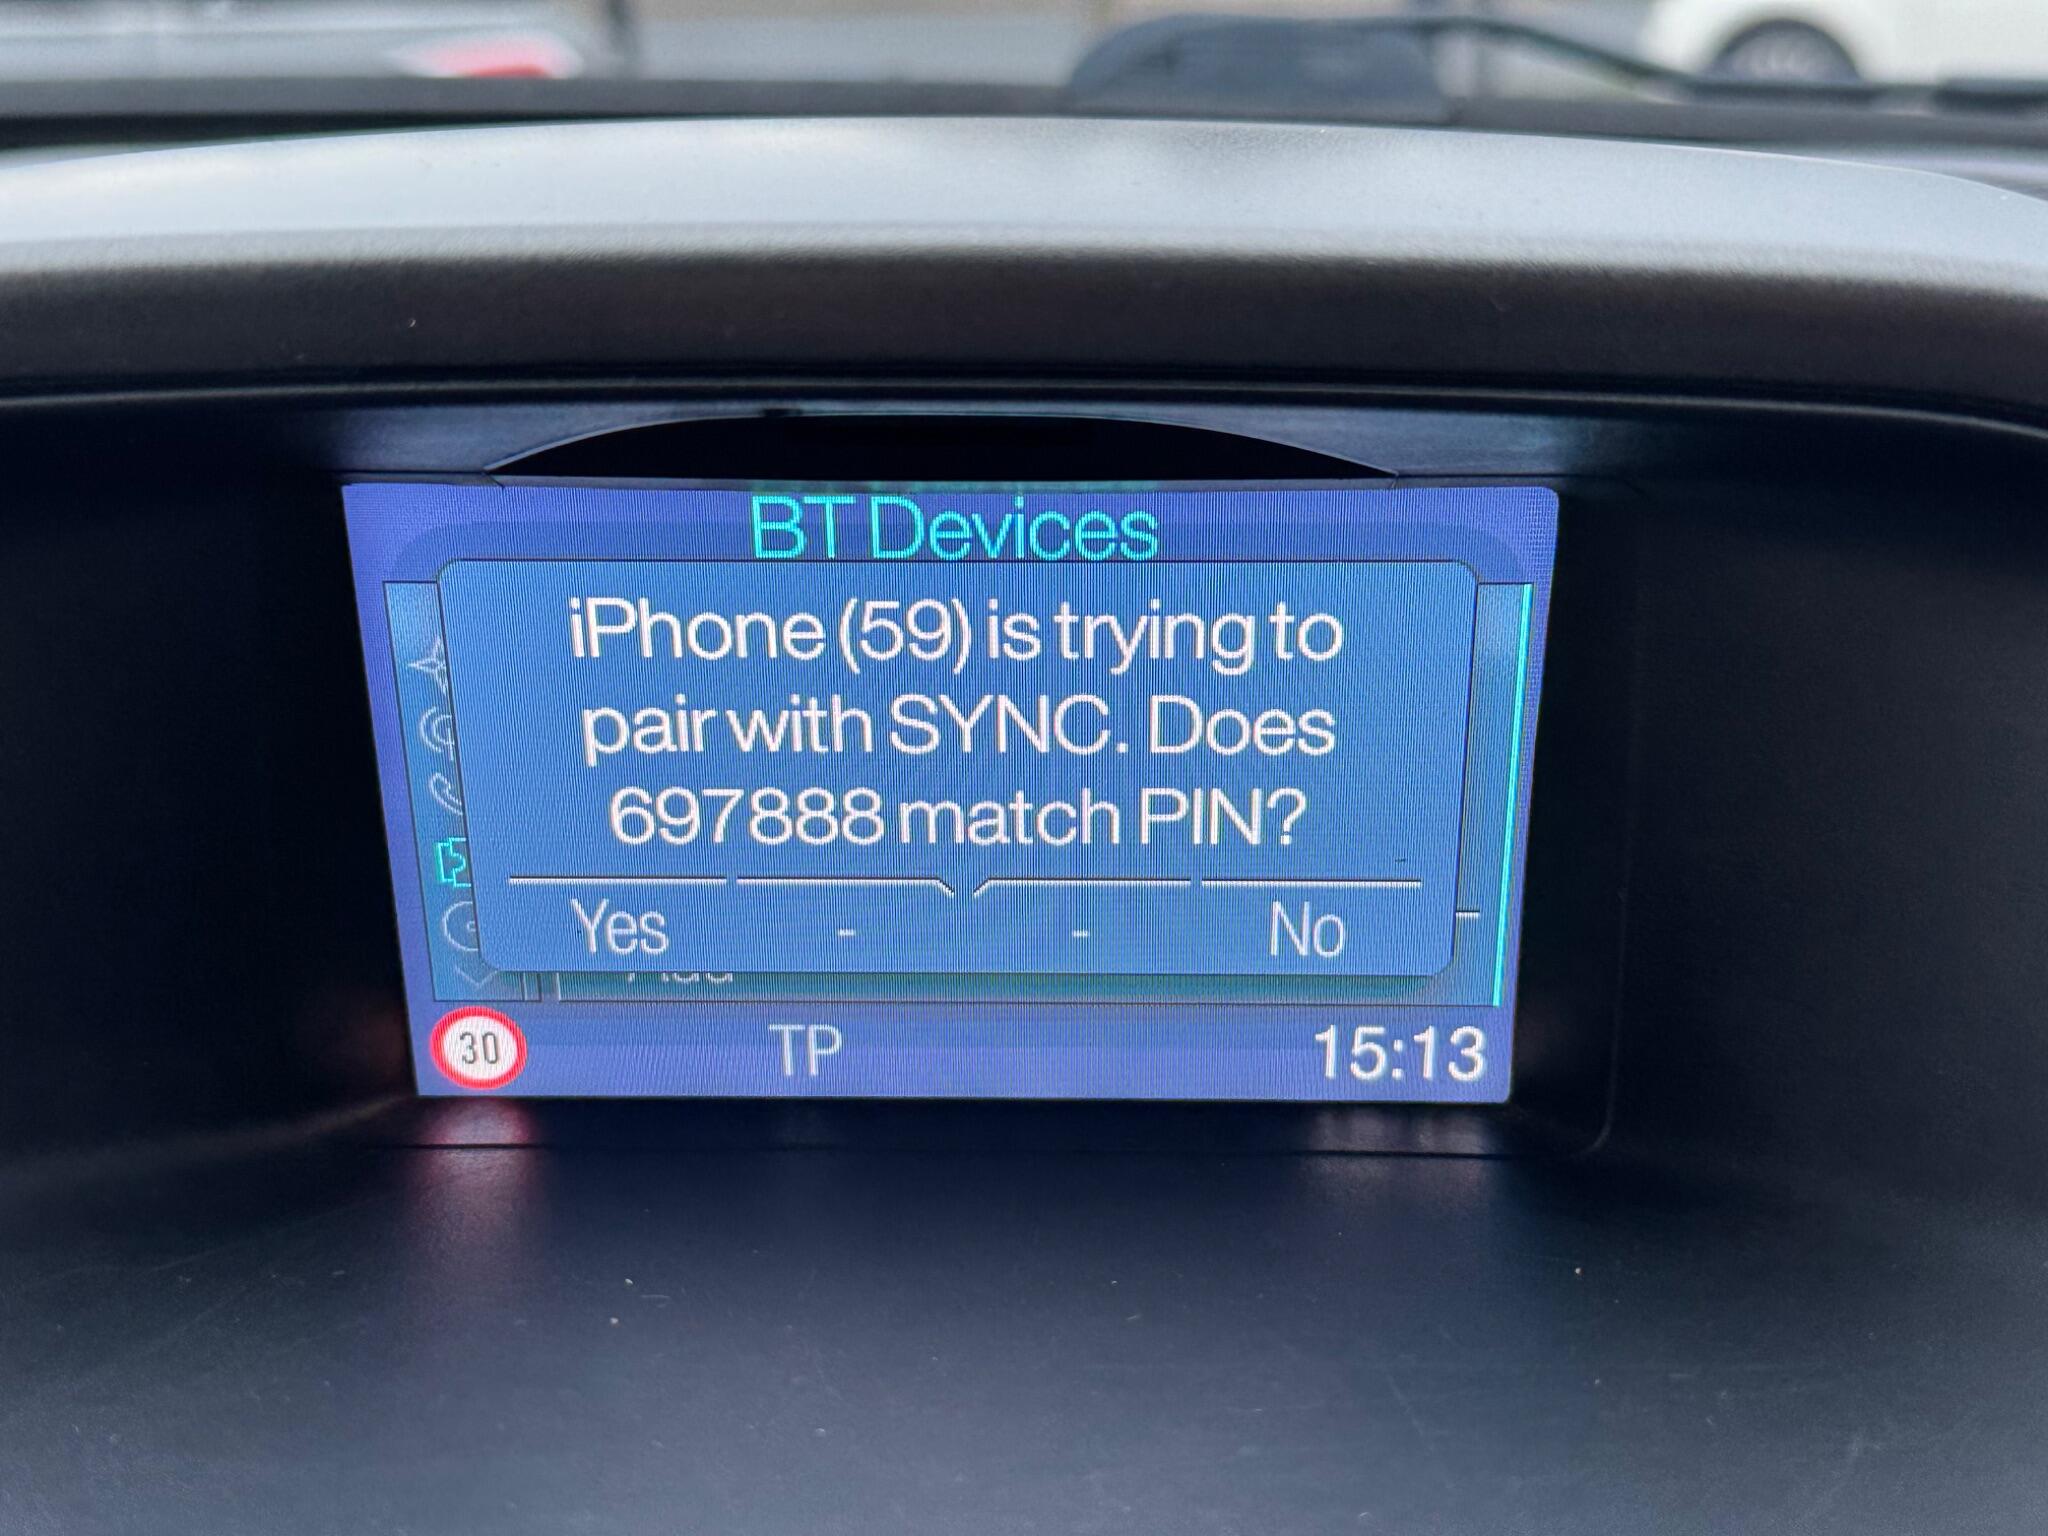 BT Devices
iPhone (59) is trying to
pair with SYNC. Does
697888 match PIN?
Yes - - No
30 TP 15:13